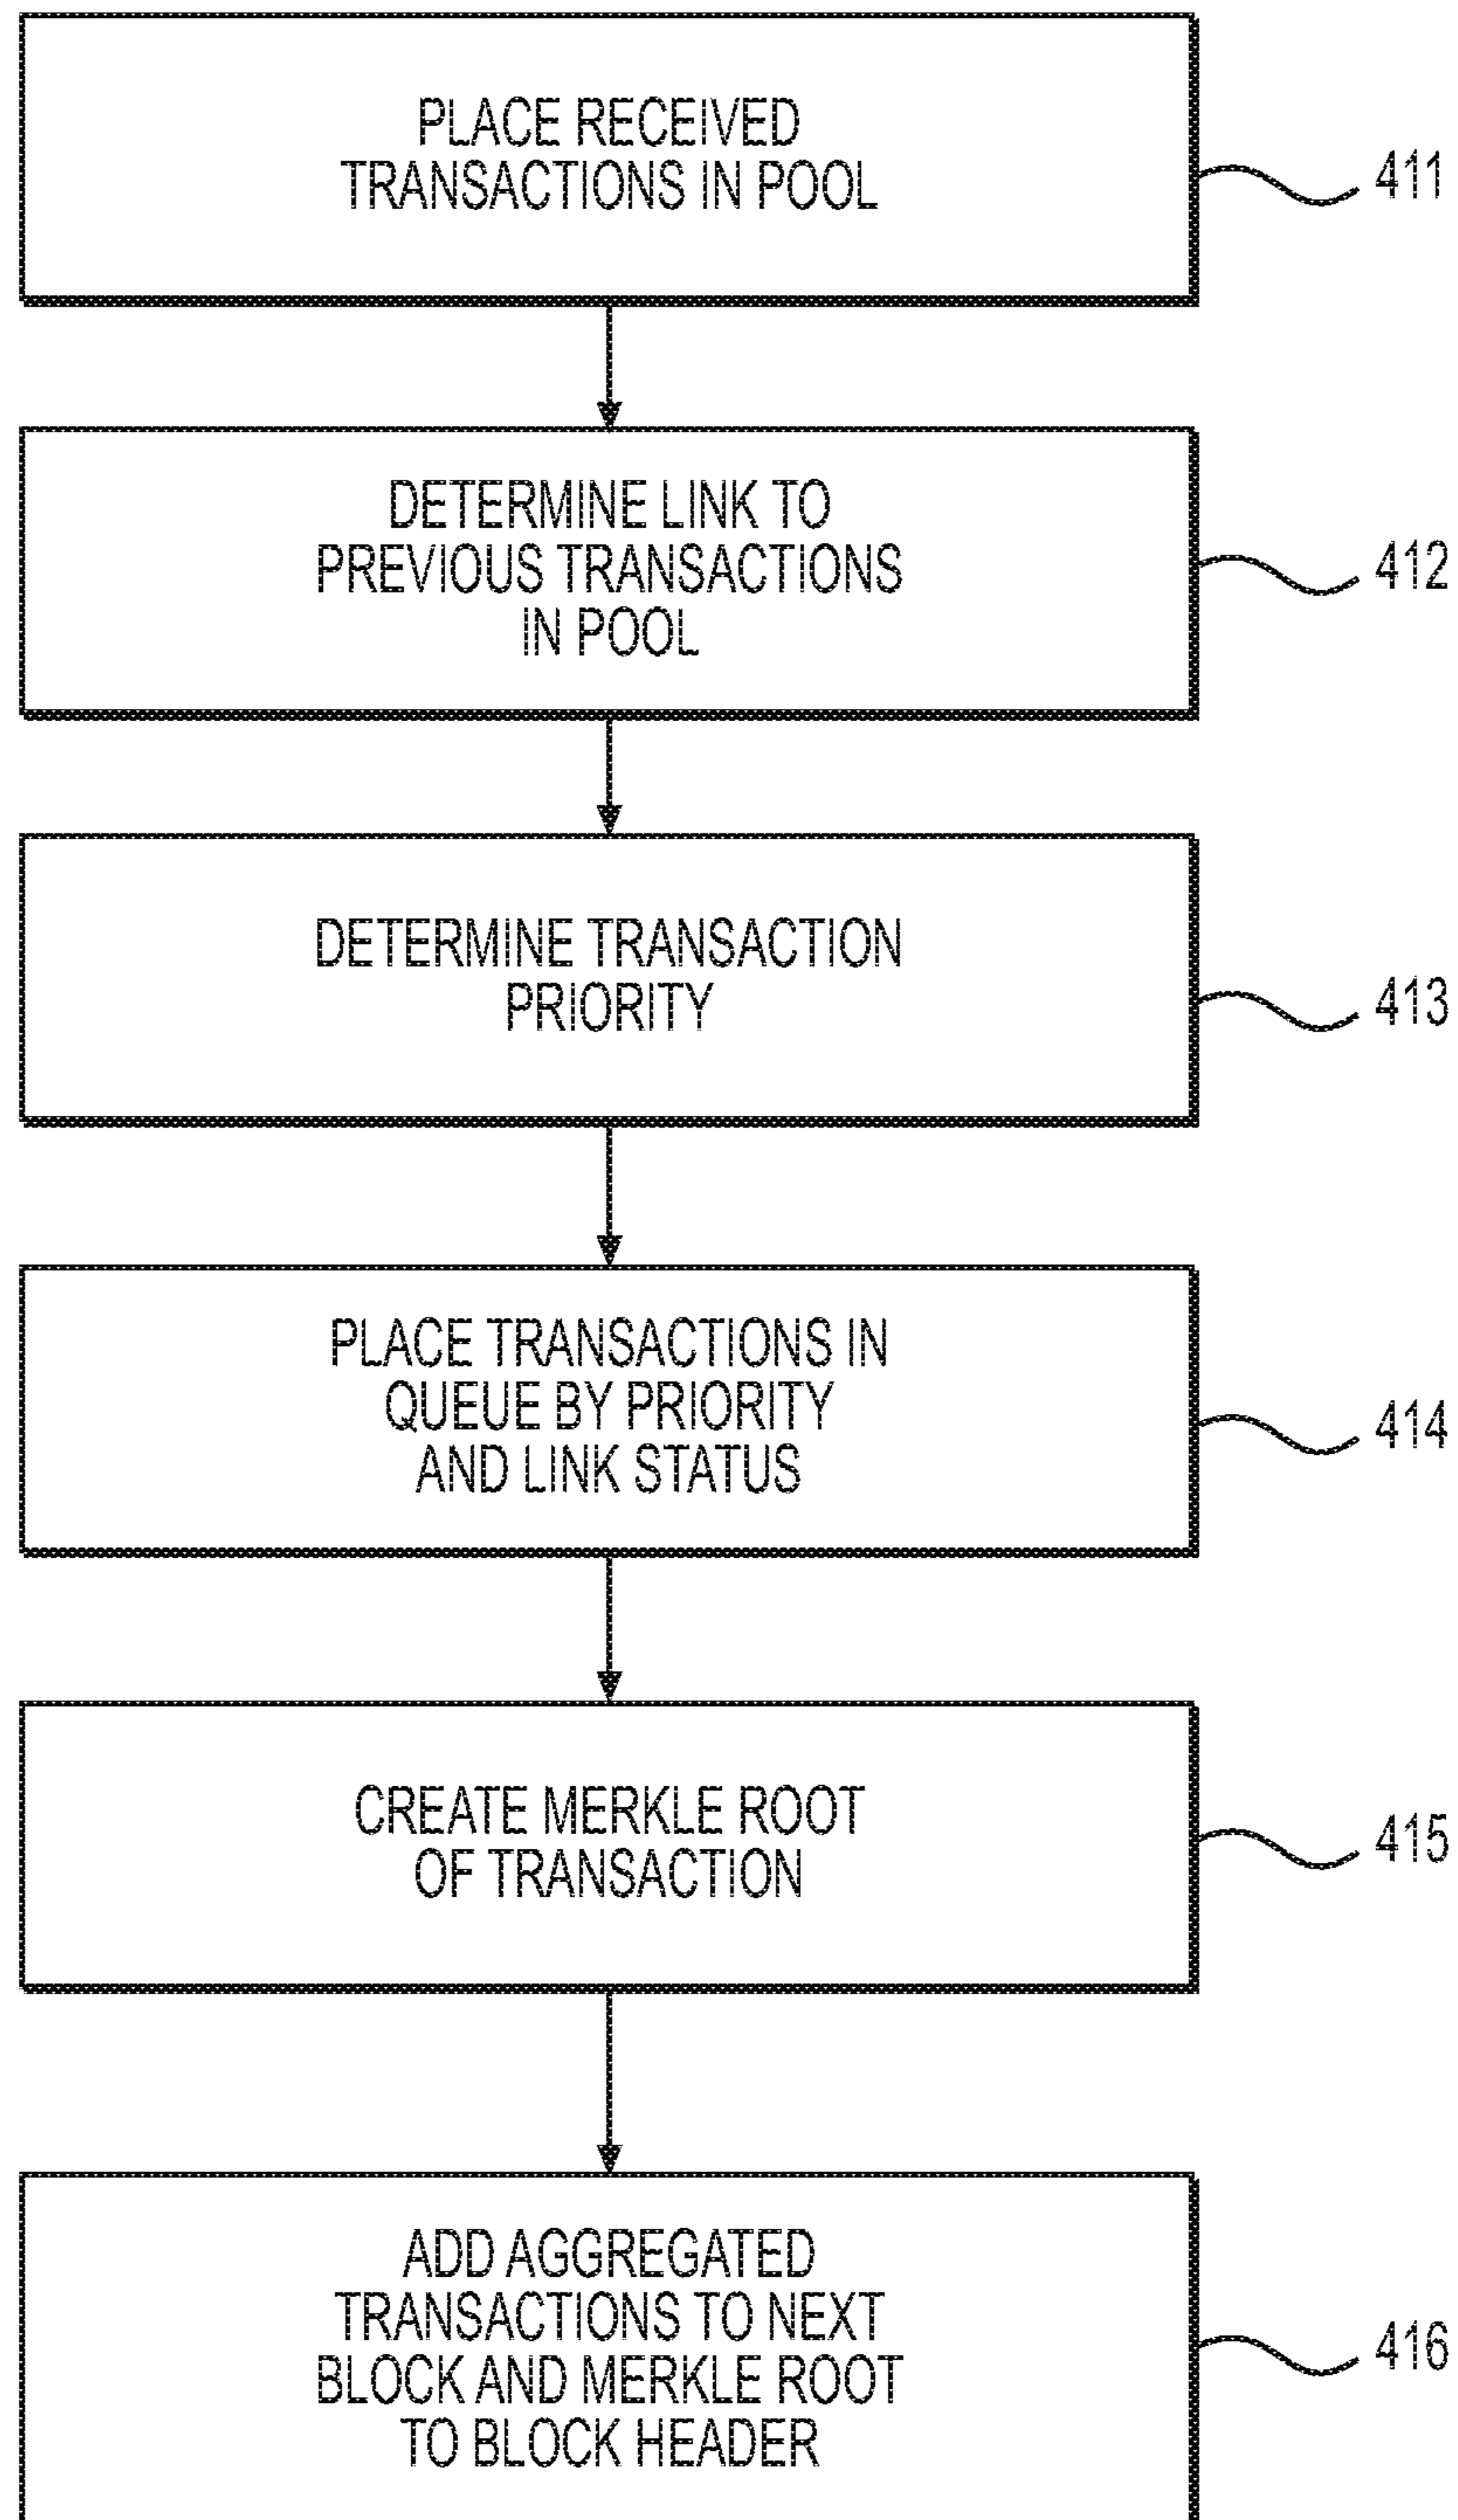 PLACE RECEIVED
TRANSACTIONS IN POOL
411
DETERMINE LINK TO
PREVIOUS TRANSACTIONS
IN POOL
412
DETERMINE TRANSACTION
PRIORITY
413
PLACE TRANSACTIONS IN
QUEUE BY PRIORITY
AND LINK STATUS
414
CREATE MERKLE ROOT
OF TRANSACTION
415
ADD AGGREGATED
TRANSACTIONS TO NEXT
BLOCK AND MERKLE ROOT
TO BLOCK HEADER
416